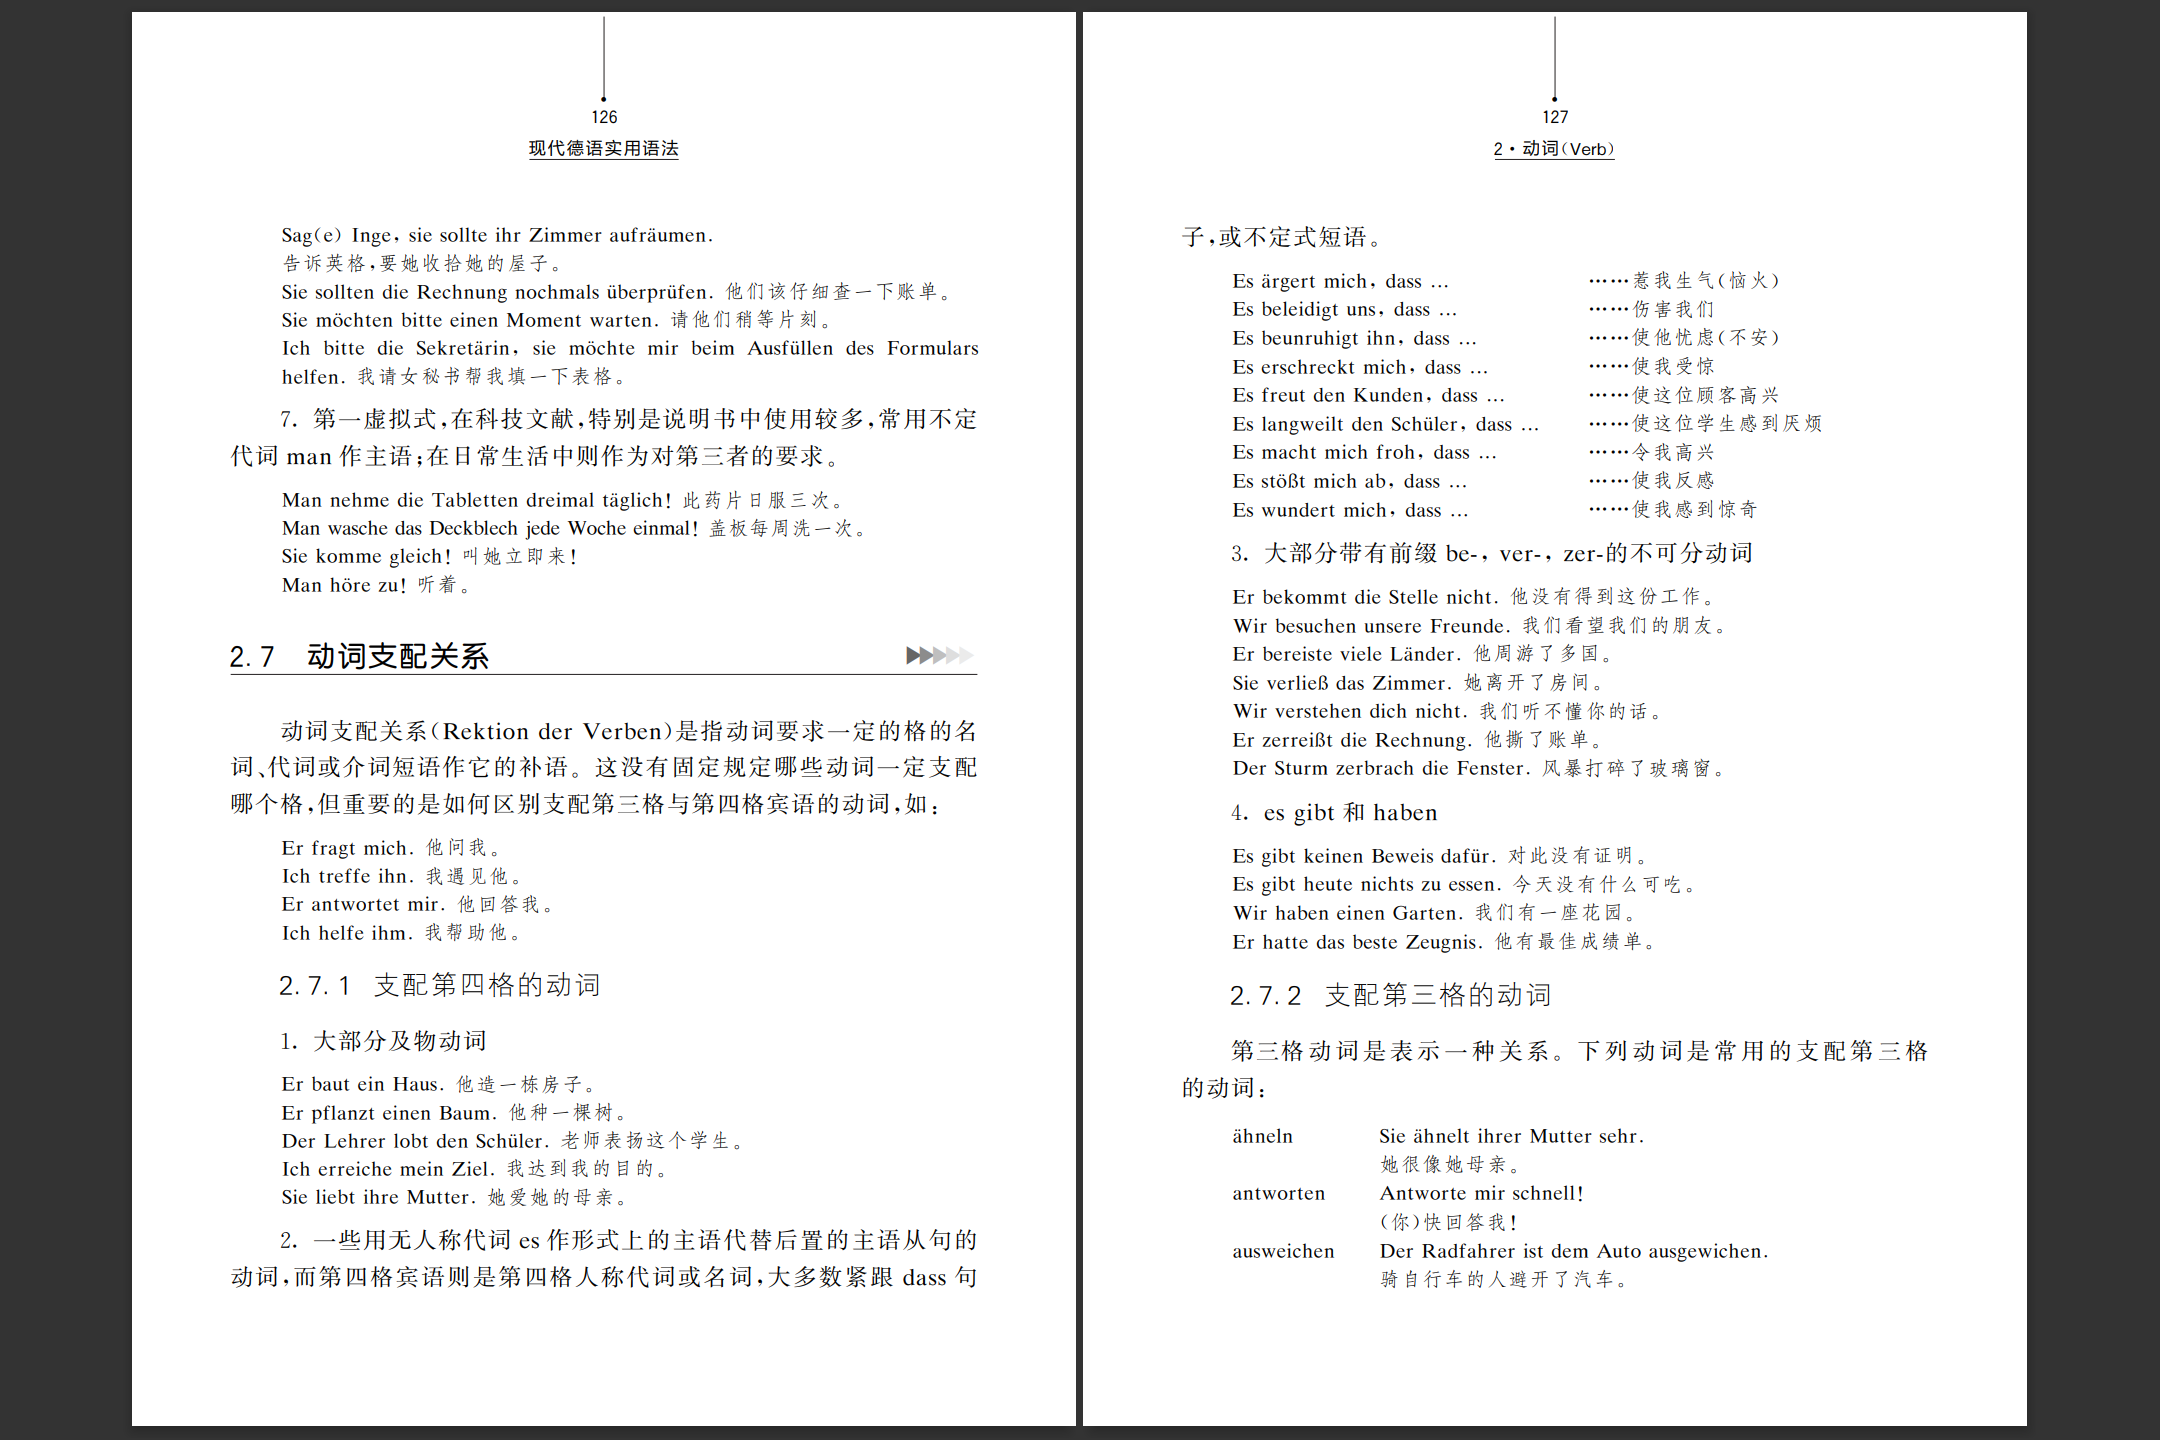 126
现代德语实用语法
Sag(e) Inge, sie sollte ihr Zimmer aufräumen.
告诉英格,要她收拾她的屋子。
Sie sollten die Rechnung nochmals überprüfen. 他们该仔细查一下账单。
Sie möchten bitte einen Moment warten. 请他们稍等片刻。
Ich bitte die Sekretärin, sie möchte mir beim Ausfüllen des Formulars
helfen. 我请女秘书帮我填一下表格。
7. 第一虚拟式,在科技文献,特别是说明书中使用较多,常用不定
代词 man 作主语;在日常生活中则作为对第三者的要求。
Man nehme die Tabletten dreimal täglich! 此药片日服三次。
Man wasche das Deckblech jede Woche einmal! 盖板每周洗一次。
Sie komme gleich! 叫她立即来!
Man höre zu! 听着。
2.7 动词支配关系
动词支配关系(Rektion der Verben)是指动词要求一定的格的名
词、代词或介词短语作它的补语。这没有固定规定哪些动词一定支配
哪个格,但重要的是如何区别支配第三格与第四格宾语的动词,如:
Er fragt mich. 他问我。
Ich treffe ihn. 我遇见他。
Er antwortet mir. 他回答我。
Ich helfe ihm. 我帮助他。
2.7.1 支配第四格的动词
1. 大部分及物动词
Er baut ein Haus. 他造一栋房子。
Er pflanzt einen Baum. 他种一棵树。
Der Lehrer lobt den Schüler. 老师表扬这个学生。
Ich erreiche mein Ziel. 我达到我的目的。
Sie liebt ihre Mutter. 她爱她的母亲。
2. 一些用无人称代词 es 作形式上的主语代替后置的主语从句的
动词,而第四格宾语则是第四格人称代词或名词,大多数紧跟 dass 句
127
2·动词(Verb)
子,或不定式短语。
Es ärgert mich, dass ... ……惹我生气(恼火)
Es beleidigt uns, dass ... ……伤害我们
Es beunruhigt ihn, dass ... ……使他忧虑(不安)
Es erschreckt mich, dass ... ……使我受惊
Es freut den Kunden, dass ... ……使这位顾客高兴
Es langweilt den Schüler, dass ... ……使这位学生感到厌烦
Es macht mich froh, dass ... ……令我高兴
Es stößt mich ab, dass ... ……使我反感
Es wundert mich, dass ... ……使我感到惊奇
3. 大部分带有前缀 be-, ver-, zer-的不可分动词
Er bekommt die Stelle nicht. 他没有得到这份工作。
Wir besuchen unsere Freunde. 我们看望我们的朋友。
Er bereiste viele Länder. 他周游了多国。
Sie verließ das Zimmer. 她离开了房间。
Wir verstehen dich nicht. 我们听不懂你的话。
Er zerreißt die Rechnung. 他撕了账单。
Der Sturm zerbrach die Fenster. 风暴打碎了玻璃窗。
4. es gibt 和 haben
Es gibt keinen Beweis dafür. 对此没有证明。
Es gibt heute nichts zu essen. 今天没有什么可吃。
Wir haben einen Garten. 我们有一座花园。
Er hatte das beste Zeugnis. 他有最佳成绩单。
2.7.2 支配第三格的动词
第三格动词是表示一种关系。下列动词是常用的支配第三格
的动词:
ähneln Sie ähnelt ihrer Mutter sehr.
她很像她母亲。
antworten Antworte mir schnell!
(你)快回答我!
ausweichen Der Radfahrer ist dem Auto ausgewichen.
骑自行车的人避开了汽车。